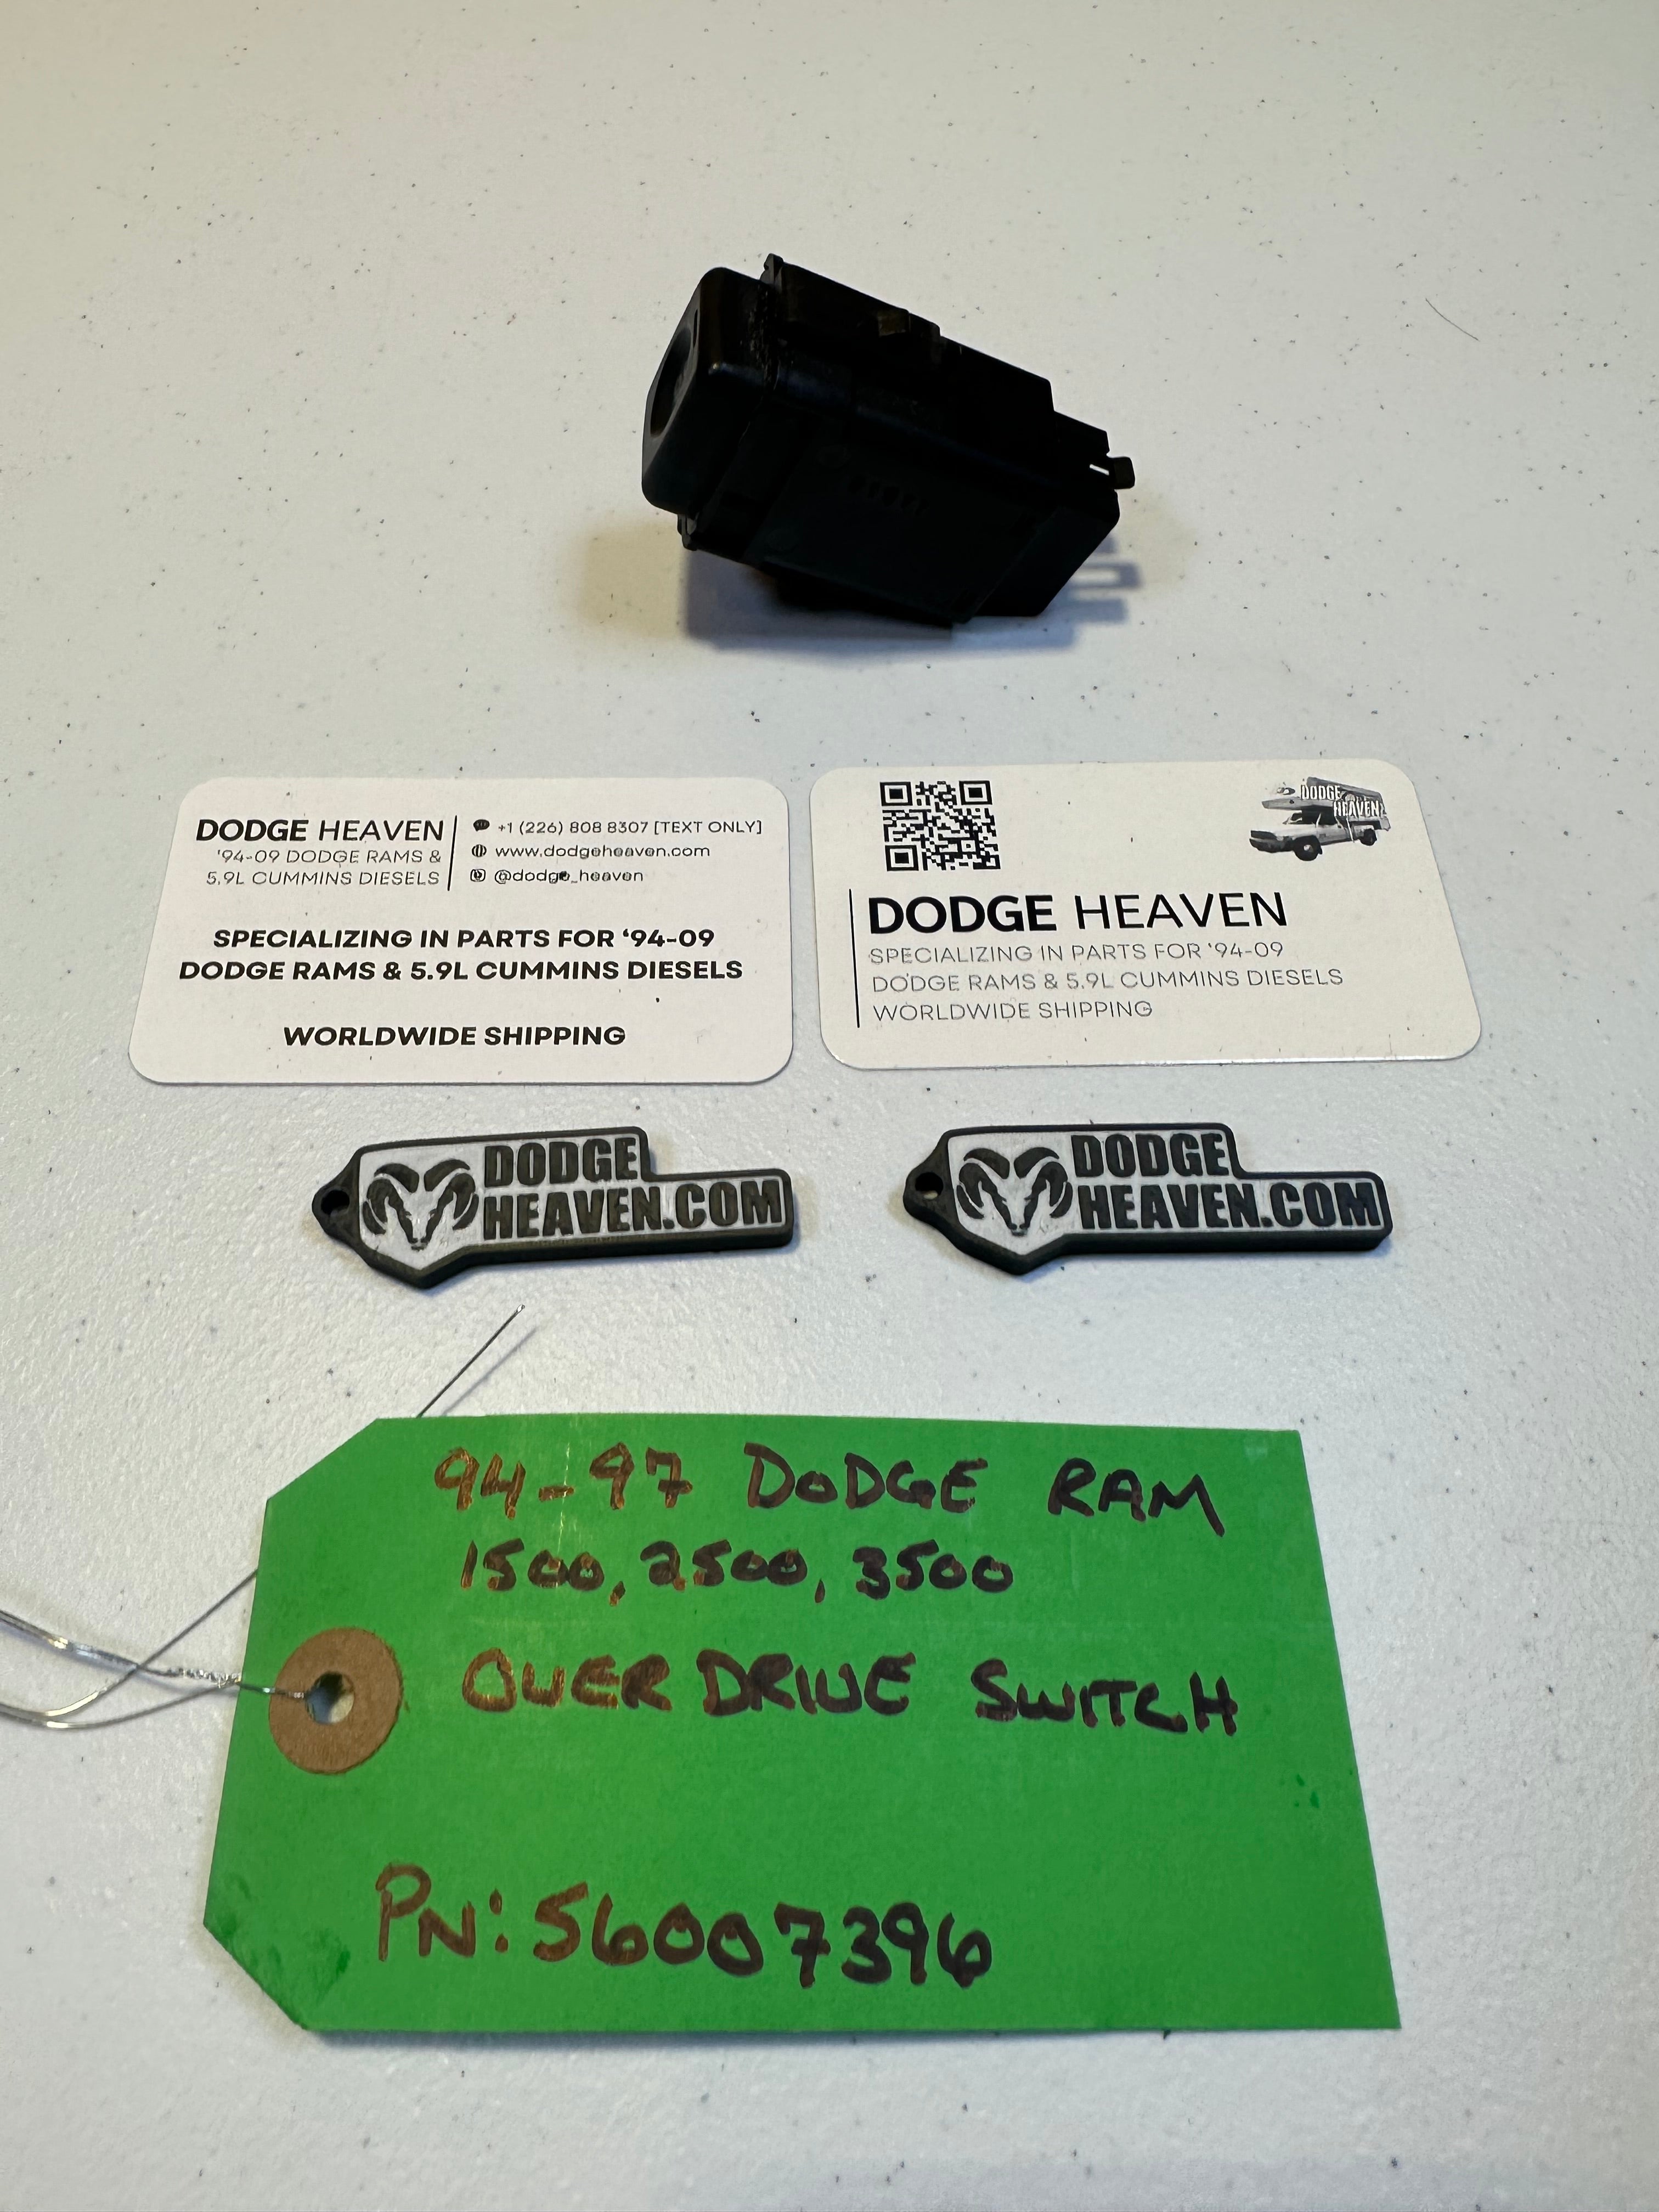 DODGE HEAVEN
'94-09 DODGE RAMS &
5.9L CUMMINS DIESELS
+1 (226) 808 8307 [TEXT ONLY]
www.dodgeheaven.com
@dodge_heaven
SPECIALIZING IN PARTS FOR '94-09
DODGE RAMS & 5.9L CUMMINS DIESELS
WORLDWIDE SHIPPING
DODGE
HEAVEN
DODGE HEAVEN
SPECIALIZING IN PARTS FOR '94-09
DODGE RAMS & 5.9L CUMMINS DIESELS
WORLDWIDE SHIPPING
DODGE
HEAVEN.COM
DODGE
HEAVEN.COM
94-97 DODGE RAM
1500, 2500, 3500
OVERDRIVE SWITCH
PN: 56007396